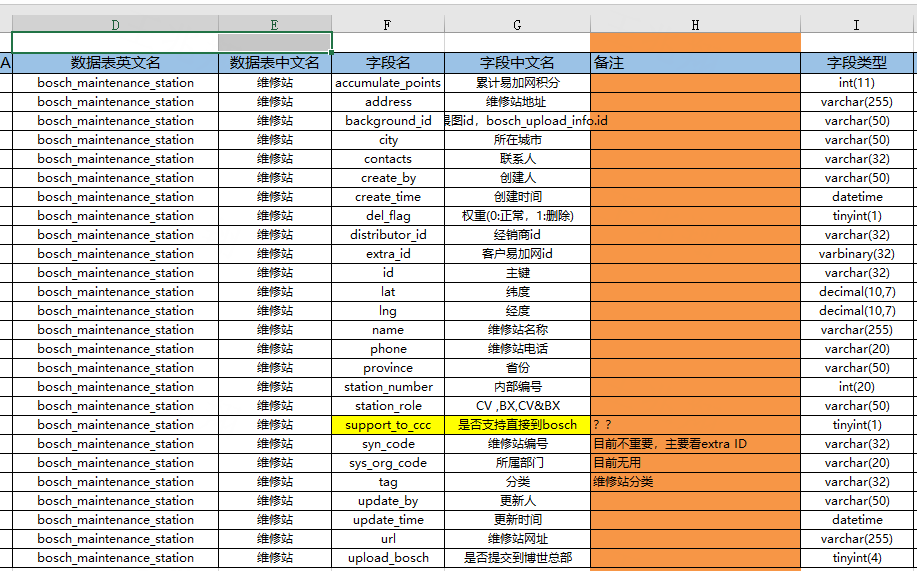 D E F G H I
A 数据表英文名 数据表中文名 字段名 字段中文名 备注 字段类型
bosch_maintenance_station 维修站 accumulate_points 累计易加网积分 int(11)
bosch_maintenance_station 维修站 address 维修站地址 varchar(255)
bosch_maintenance_station 维修站 background_id 图id，bosch_upload_info.id varchar(50)
bosch_maintenance_station 维修站 city 所在城市 varchar(50)
bosch_maintenance_station 维修站 contacts 联系人 varchar(32)
bosch_maintenance_station 维修站 create_by 创建人 varchar(50)
bosch_maintenance_station 维修站 create_time 创建时间 datetime
bosch_maintenance_station 维修站 del_flag 权重(0:正常，1:删除) tinyint(1)
bosch_maintenance_station 维修站 distributor_id 经销商id varchar(32)
bosch_maintenance_station 维修站 extra_id 客户易加网id varbinary(32)
bosch_maintenance_station 维修站 id 主键 varchar(32)
bosch_maintenance_station 维修站 lat 纬度 decimal(10,7)
bosch_maintenance_station 维修站 lng 经度 decimal(10,7)
bosch_maintenance_station 维修站 name 维修站名称 varchar(255)
bosch_maintenance_station 维修站 phone 维修站电话 varchar(20)
bosch_maintenance_station 维修站 province 省份 varchar(50)
bosch_maintenance_station 维修站 station_number 内部编号 int(20)
bosch_maintenance_station 维修站 station_role CV ,BX,CV&BX varchar(50)
bosch_maintenance_station 维修站 support_to_ccc 是否支持直接到bosch ？？ tinyint(1)
bosch_maintenance_station 维修站 syn_code 维修站编号 目前不重要，主要看extra ID varchar(32)
bosch_maintenance_station 维修站 sys_org_code 所属部门 目前无用 varchar(20)
bosch_maintenance_station 维修站 tag 分类 维修站分类 varchar(32)
bosch_maintenance_station 维修站 update_by 更新人 varchar(50)
bosch_maintenance_station 维修站 update_time 更新时间 datetime
bosch_maintenance_station 维修站 url 维修站网址 varchar(255)
bosch_maintenance_station 维修站 upload_bosch 是否提交到博世总部 tinyint(4)